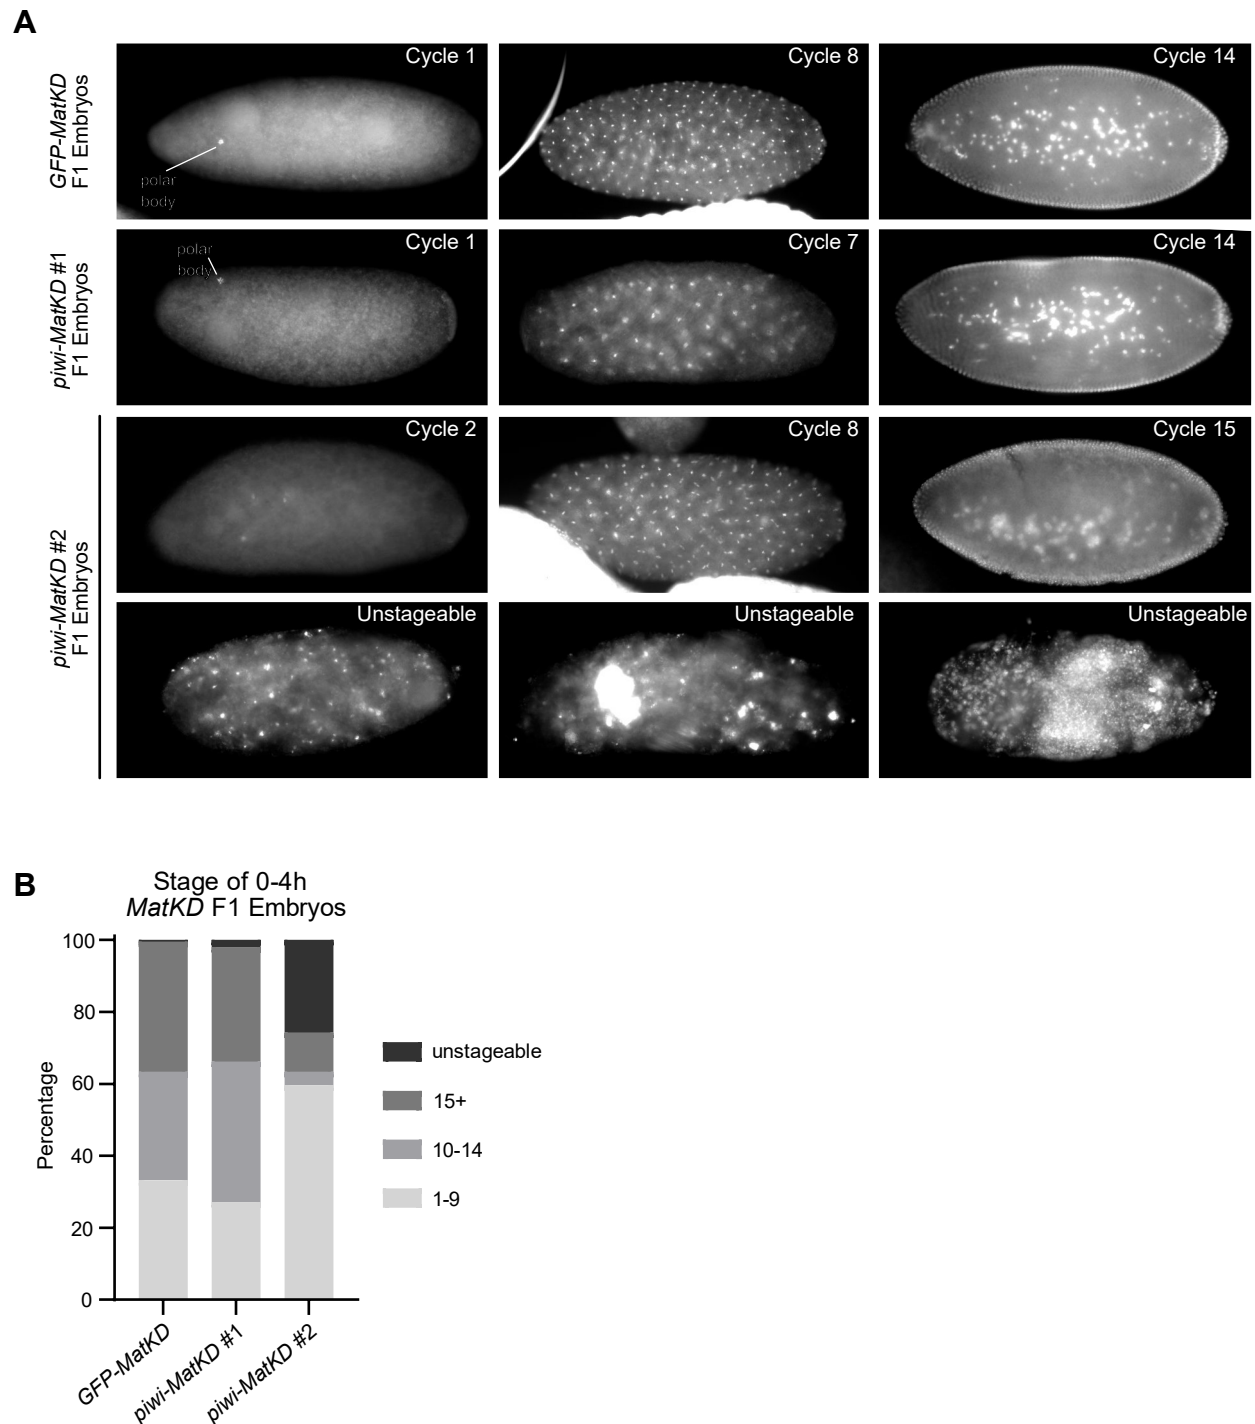 A
GFP-MatKD
F1 Embryos
Cycle 1
polar
body
Cycle 8
Cycle 14
piwi-MatKD #1
F1 Embryos
Cycle 1
polar
body
Cycle 7
Cycle 14
piwi-MatKD #2
F1 Embryos
Cycle 2
Cycle 8
Cycle 15
Unstageable
Unstageable
Unstageable
B
Stage of 0-4h
MatKD F1 Embryos
Percentage
100
80
60
40
20
0
unstageable
15+
10-14
1-9
GFP-MatKD
piwi-MatKD #1
piwi-MatKD #2